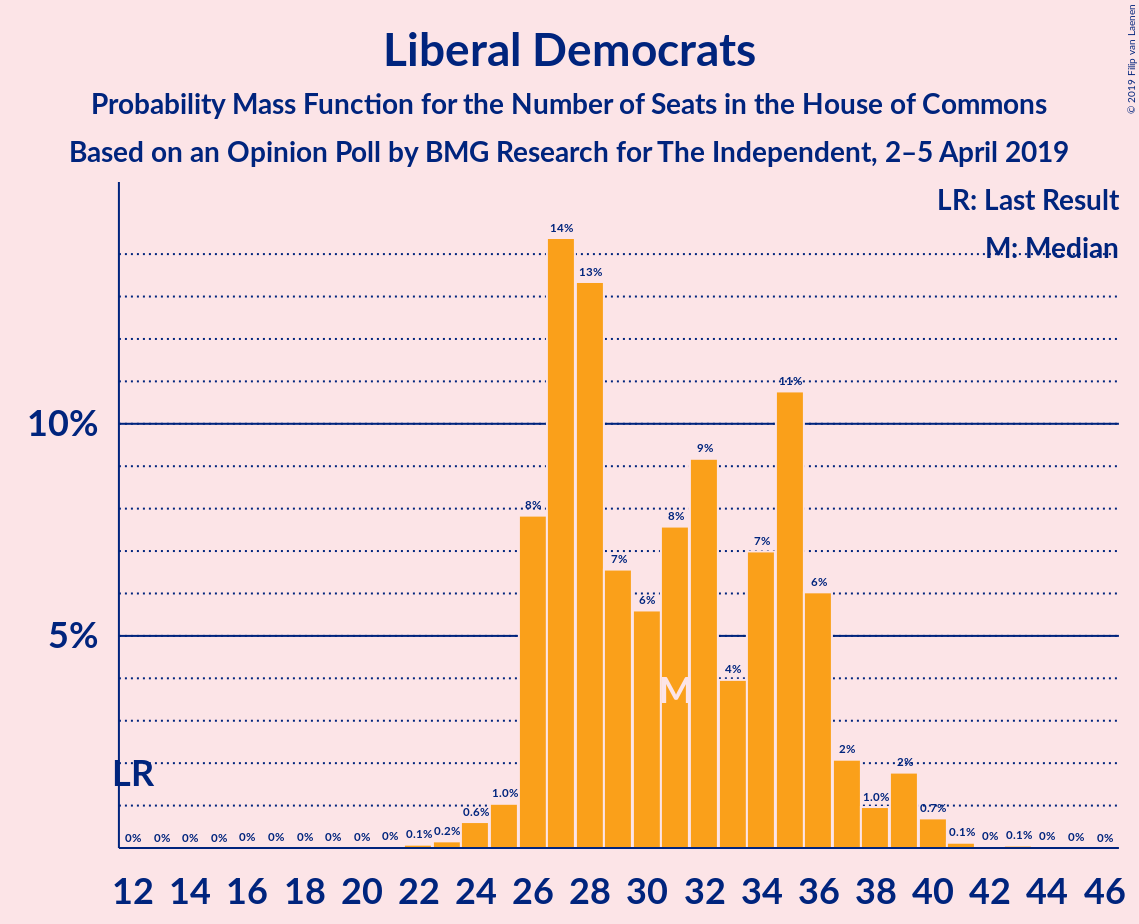 Liberal Democrats
Probability Mass Function for the Number of Seats in the House of Commons
Based on an Opinion Poll by BMG Research for The Independent, 2–5 April 2019
© 2019 Filip van Laenen
LR: Last Result
M: Median
10%
5%
LR
M
0% 0% 0% 0% 0% 0% 0% 0% 0% 0% 0.1% 0.2% 0.6% 1.0% 8% 14% 13% 7% 6% 8% 9% 4% 7% 11% 6% 2% 1.0% 2% 0.7% 0.1% 0% 0.1% 0% 0% 0%
12 14 16 18 20 22 24 26 28 30 32 34 36 38 40 42 44 46